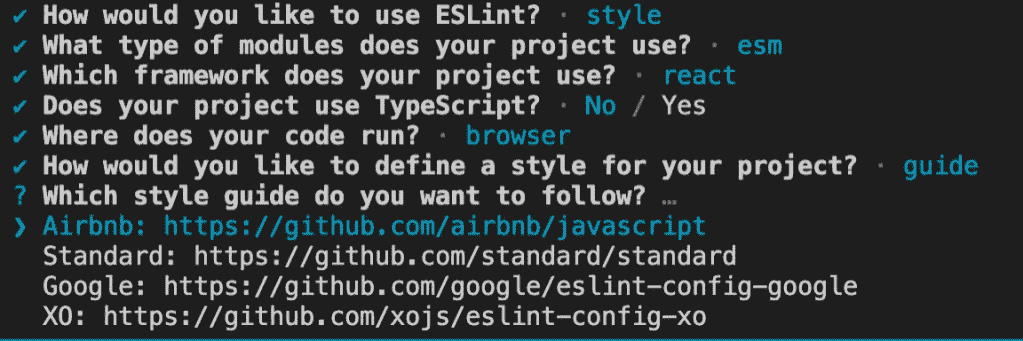 ✔ How would you like to use ESLint? · style
✔ What type of modules does your project use? · esm
✔ Which framework does your project use? · react
✔ Does your project use TypeScript? · No / Yes
✔ Where does your code run? · browser
✔ How would you like to define a style for your project? · guide
? Which style guide do you want to follow? …
❯ Airbnb: https://github.com/airbnb/javascript
Standard: https://github.com/standard/standard
Google: https://github.com/google/eslint-config-google
XO: https://github.com/xojs/eslint-config-xo